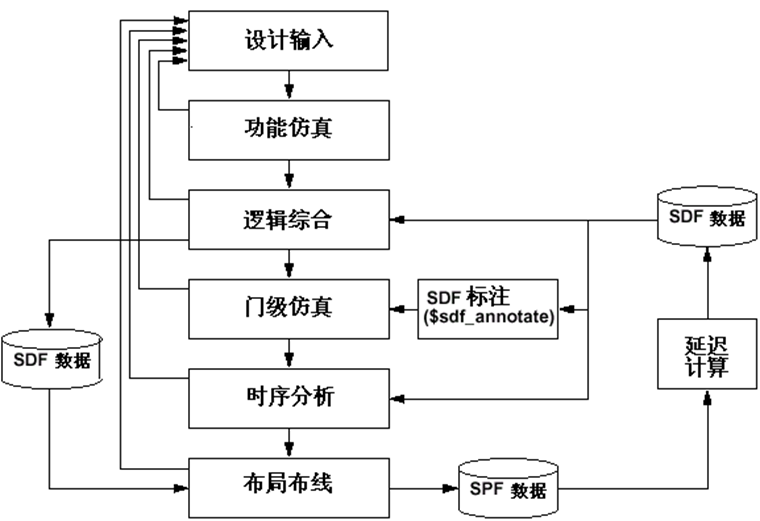 设计输入
功能仿真
逻辑综合
SDF 数据
SDF 标注
($sdf_annotate)
门级仿真
延迟
计算
SDF 数据
时序分析
布局布线
SPF 数据